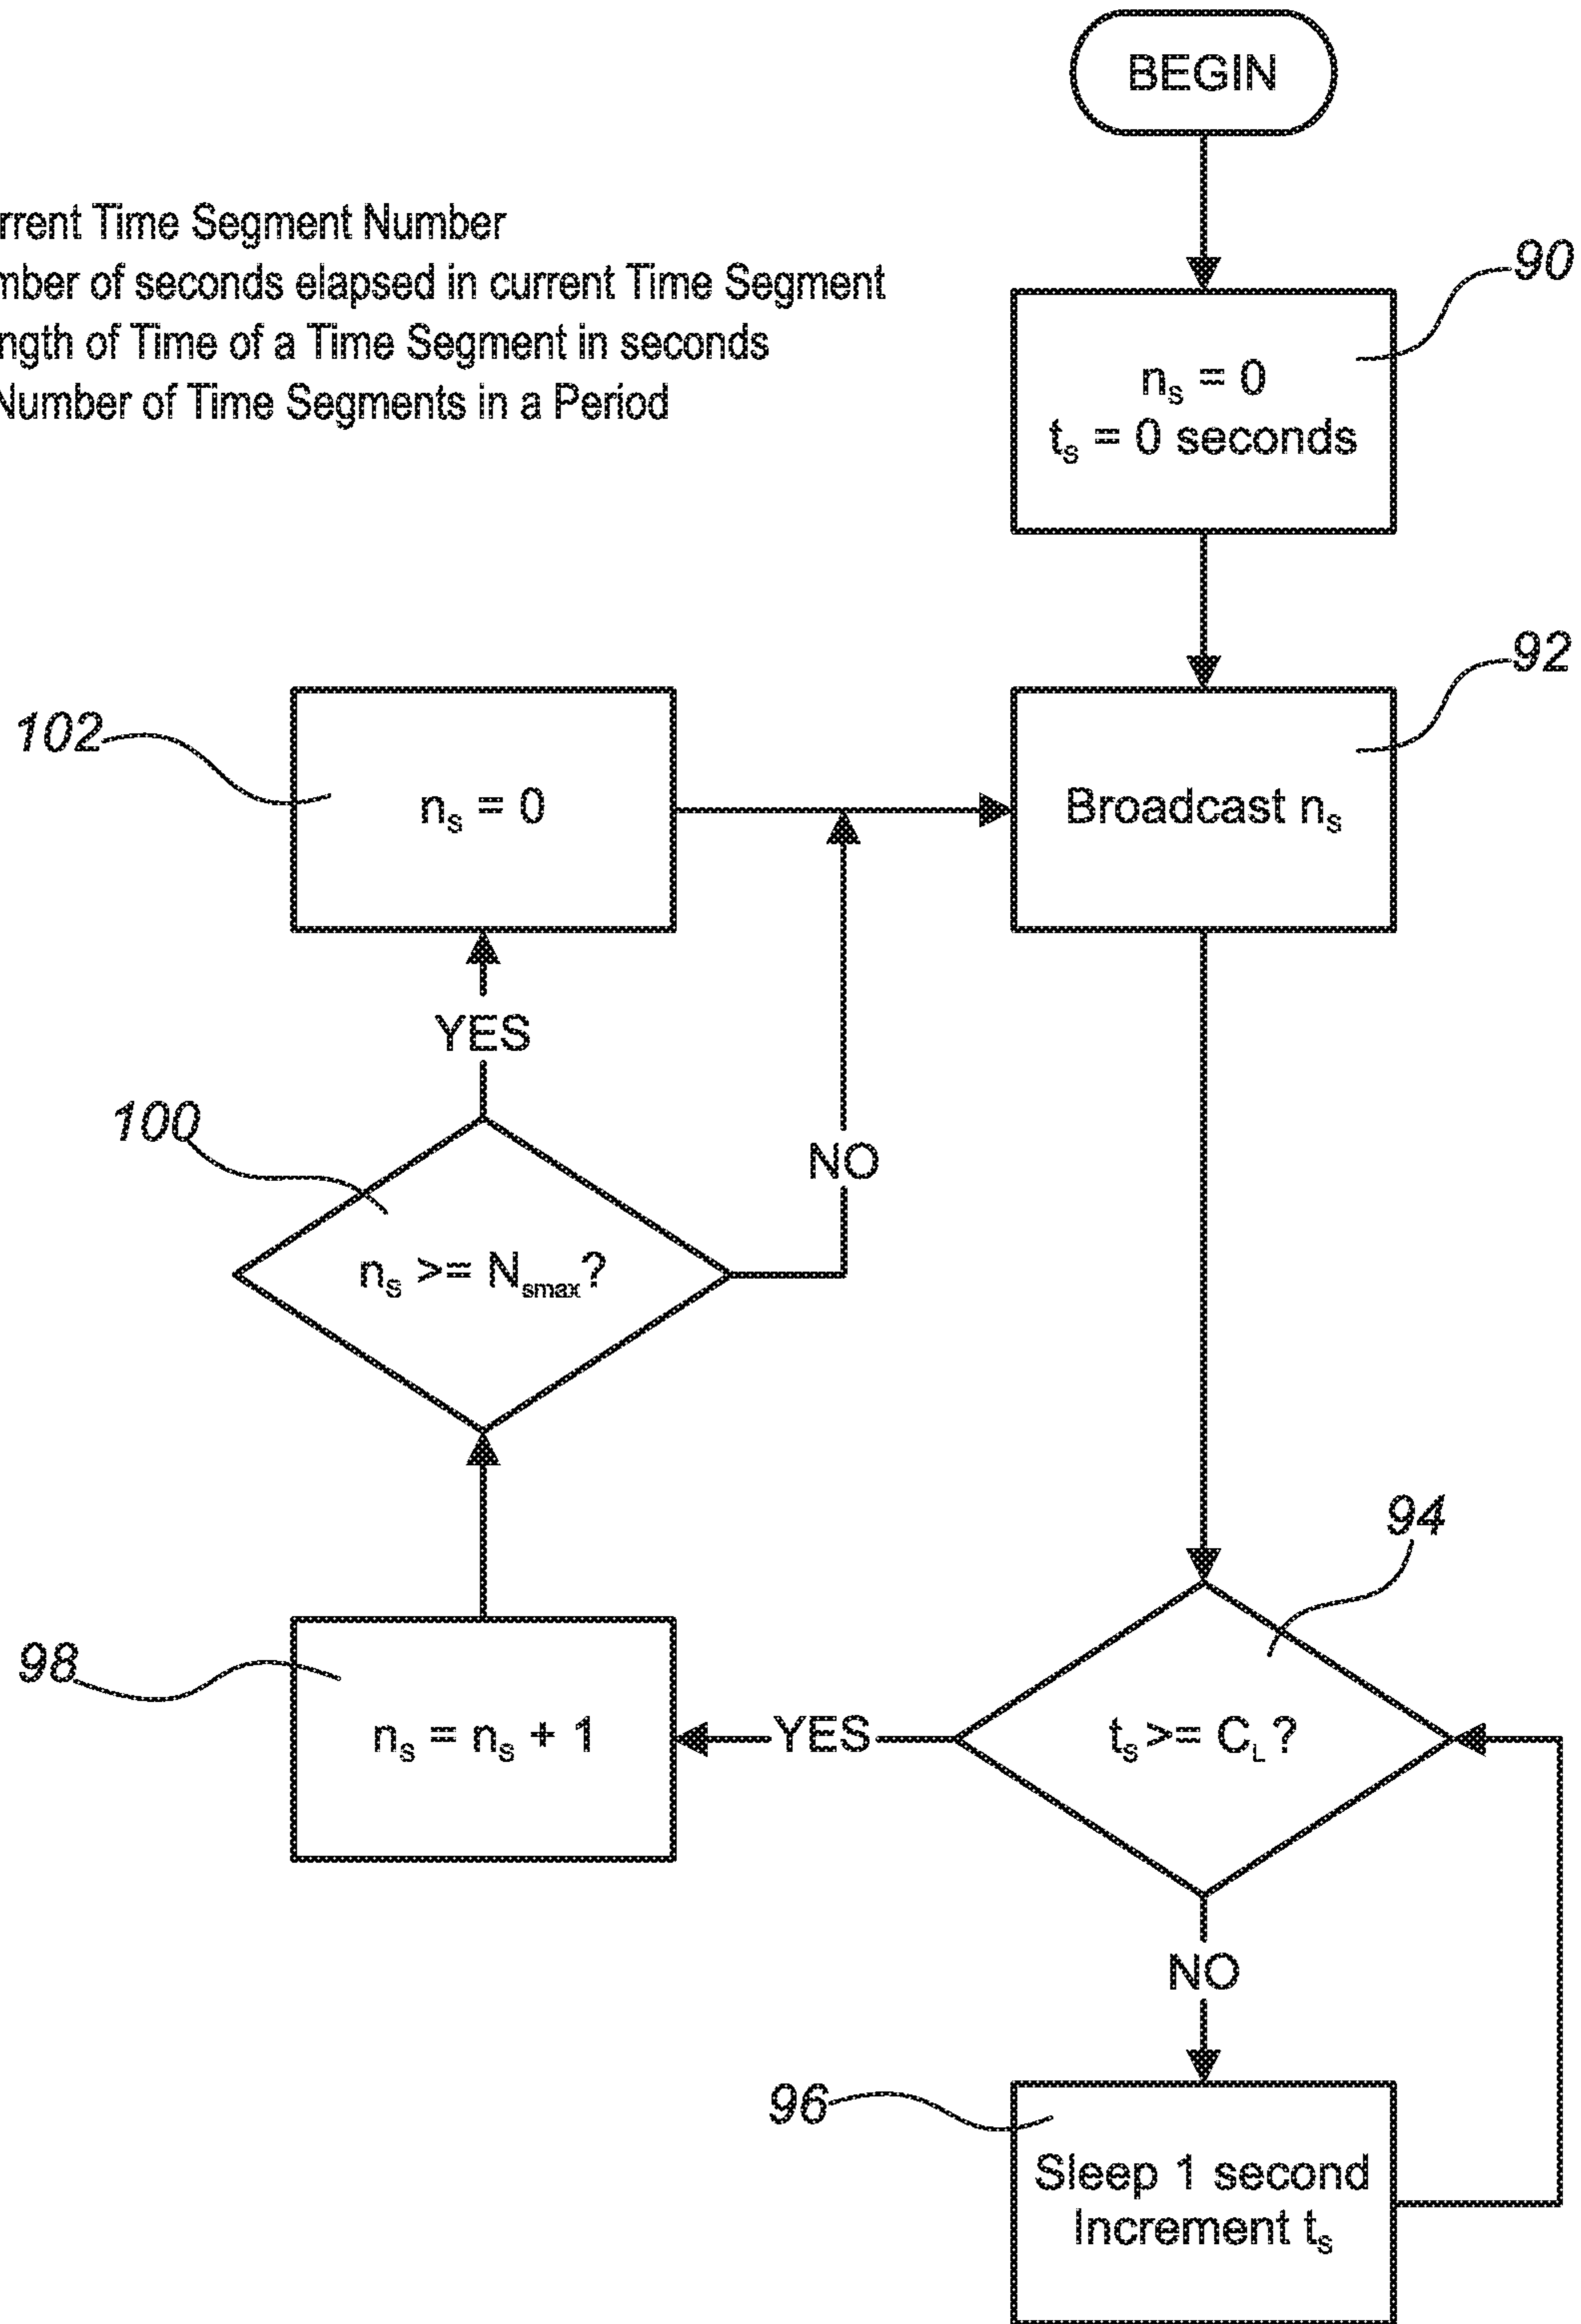 BEGIN
rrent Time Segment Number
mber of seconds elapsed in current Time Segment
ngth of Time of a Time Segment in seconds
Number of Time Segments in a Period
90
nₛ = 0
tₛ = 0 seconds
92
102
nₛ = 0
Broadcast nₛ
YES
100
NO
nₛ >= Nₛₘₐₓ?
94
98
nₛ = nₛ + 1
YES
tₛ >= C_L?
NO
96
Sleep 1 second
Increment tₛ